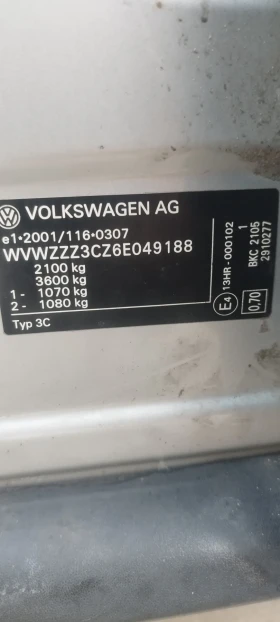 VOLKSWAGEN AG
e1*2001/116*0307
WVWZZZ3CZ6E049188
2100 kg
3600 kg
1- 1070 kg
2- 1080 kg
Typ 3C
E4
13HR-000102
1
BKC 2105
2910277
0,70